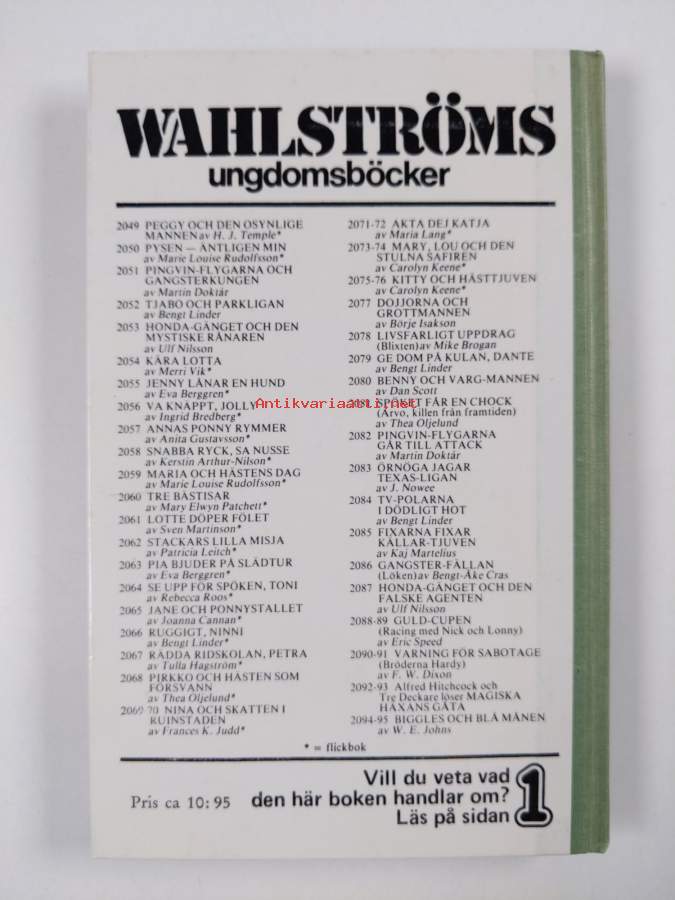 WAHLSTRÖMS
ungdomsböcker
2049 PEGGY OCH DEN OSYNLIGE
MANNEN av H. J. Temple*
2050 PYSEN — ÄNTLIGEN MIN
av Marie Louise Rudolfsson*
2051 PINGVIN-FLYGARNA OCH
GANGSTERKUNGEN
av Martin Doktár
2052 TJABO OCH PARKLIGAN
av Bengt Linder
2053 HONDA-GÄNGET OCH DEN
MYSTISKE RÅNAREN
av Ulf Nilsson
2054 KÄRA LOTTA
av Merri Vik*
2055 JENNY LÅNAR EN HUND
av Eva Berggren*
2056 VA KNÄPPT, JOLLY
av Ingrid Bredberg*
2057 ANNAS PONNY RYMMER
av Anita Gustavsson*
2058 SNABBA RYCK, SA NUSSE
av Kerstin Arthur-Nilson*
2059 MARIA OCH HÄSTENS DAG
av Marie Louise Rudolfsson*
2060 TRE BÄSTISAR
av Mary Elwyn Patchett*
2061 LOTTE DÖPER FÖLET
av Sven Martinson*
2062 STACKARS LILLA MISJA
av Patricia Leitch*
2063 PIA BJUDER PÅ SLÄDTUR
av Eva Berggren*
2064 SE UPP FÖR SPÖKEN, TONI
av Rebecca Roos*
2065 JANE OCH PONNYSTALLET
av Joanna Cannan*
2066 RUGGIGT, NINNI
av Bengt Linder*
2067 RÄDDA RIDSKOLAN, PETRA
av Tulla Hagström*
2068 PIRKKO OCH HÄSTEN SOM
FÖRSVANN
av Thea Oljelund*
2069-70 NINA OCH SKATTEN I
RUINSTADEN
av Frances K. Judd*
2071-72 AKTA DEJ KATJA
av Maria Lang*
2073-74 MARY, LOU OCH DEN
STULNA SAFIREN
av Carolyn Keene*
2075-76 KITTY OCH HÄSTTJUVEN
av Carolyn Keene*
2077 DOJJORNA OCH
GROTTMANNEN
av Börje Isakson
2078 LIVSFARLIGT UPPDRAG
(Blixten) av Mike Brogan
2079 GE DOM PÅ KULAN, DANTE
av Bengt Linder
2080 BENNY OCH VARG-MANNEN
av Dan Scott
2081 SPÖKET FÅR EN CHOCK
(Arvo, killen från framtiden)
av Thea Oljelund
2082 PINGVIN-FLYGARNA
GÅR TILL ATTACK
av Martin Doktár
2083 ÖRNÖGA JAGAR
TEXAS-LIGAN
av J. Nowee
2084 TV-POLARNA
I DÖDLIGT HOT
av Bengt Linder
2085 FIXARNA FIXAR
KÄLLAR-TJUVEN
av Kaj Martelius
2086 GANGSTER-FÄLLAN
(Löken) av Bengt-Åke Cras
2087 HONDA-GÄNGET OCH DEN
FALSKE AGENTEN
av Ulf Nilsson
2088-89 GULD-CUPEN
(Racing med Nick och Lonny)
av Eric Speed
2090-91 VARNING FÖR SABOTAGE
(Bröderna Hardy)
av F. W. Dixon
2092-93 Alfred Hitchcock och
Tre Deckare löser MAGISKA
HÄXANS GÅTA
2094-95 BIGGLES OCH BLÅ MÅNEN
av W. E. Johns
* = flickbok
Antikvariaatti.net
Pris ca 10:95
Vill du veta vad
den här boken handlar om?
Läs på sidan 1